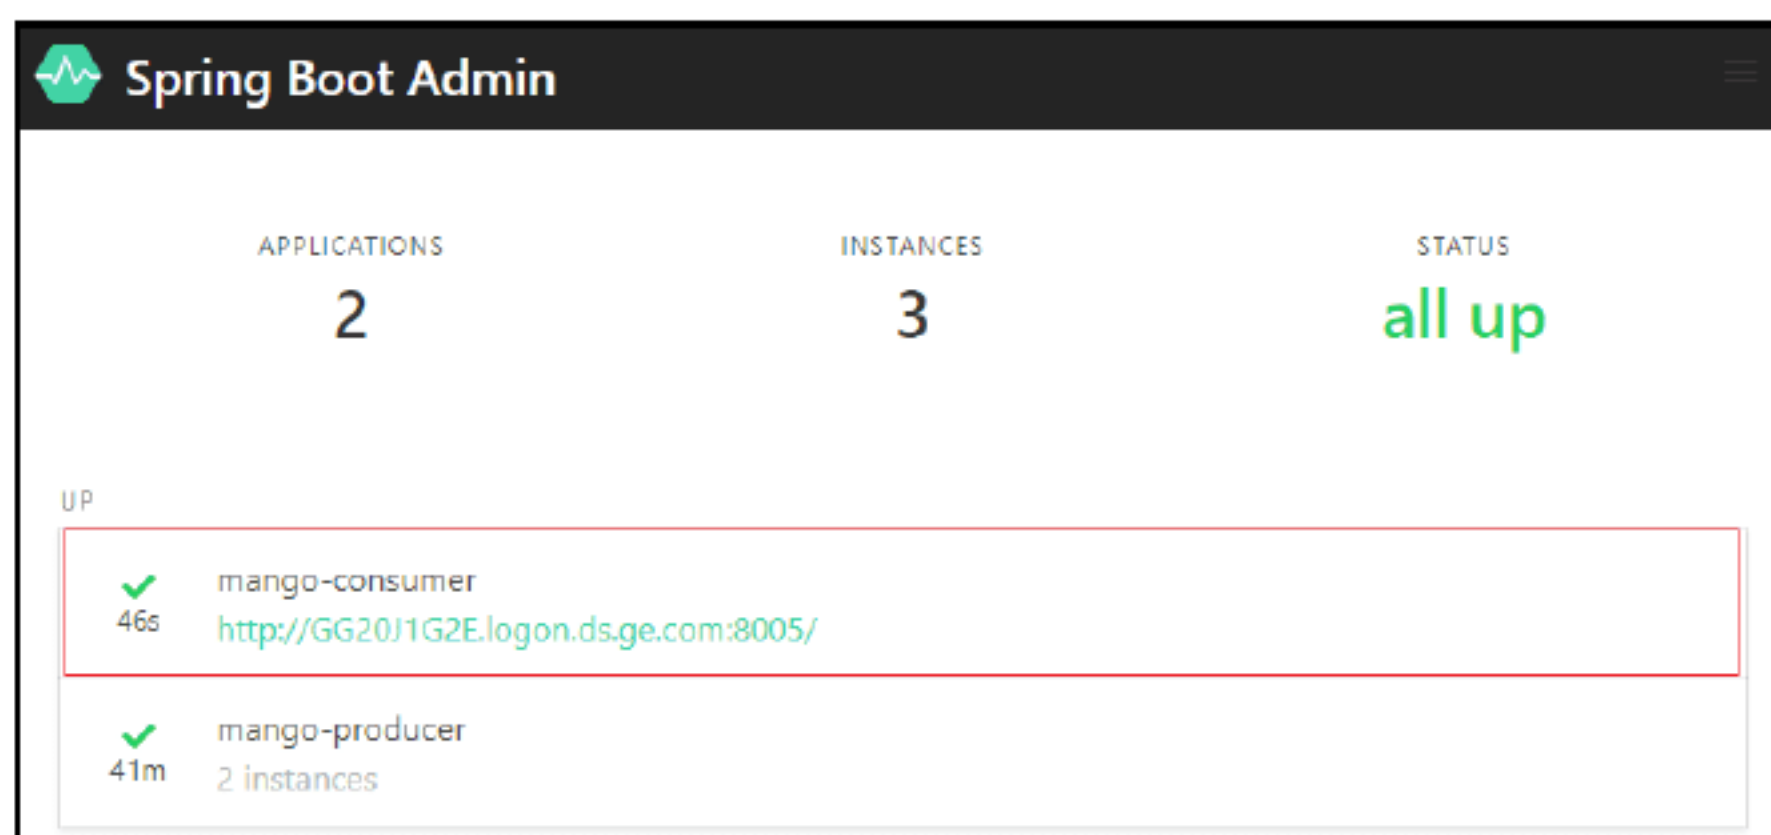 Spring Boot Admin
APPLICATIONS
2
INSTANCES
3
STATUS
all up
UP
mango-consumer
46s
http://GG20J1G2E.logon.ds.ge.com:8005/
mango-producer
41m
2 instances